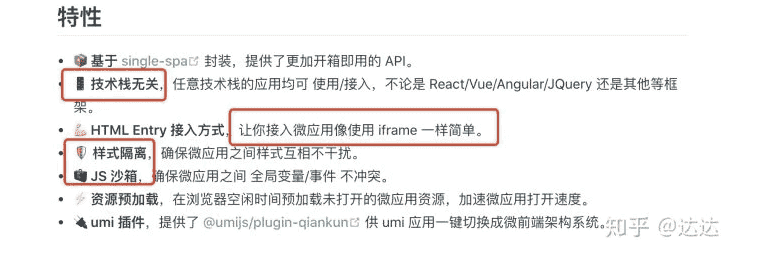 特性
基于 single-spa 封装，提供了更加开箱即用的 API。
技术栈无关，任意技术栈的应用均可 使用/接入，不论是 React/Vue/Angular/JQuery 还是其他等框
架。
HTML Entry 接入方式，让你接入微应用像使用 iframe 一样简单。
样式隔离，确保微应用之间样式互相不干扰。
JS 沙箱，确保微应用之间 全局变量/事件 不冲突。
资源预加载，在浏览器空闲时间预加载未打开的微应用资源，加速微应用打开速度。
umi 插件，提供了 @umijs/plugin-qiankun 供 umi 应用一键切换成微前端架构系统。
知乎 @达达